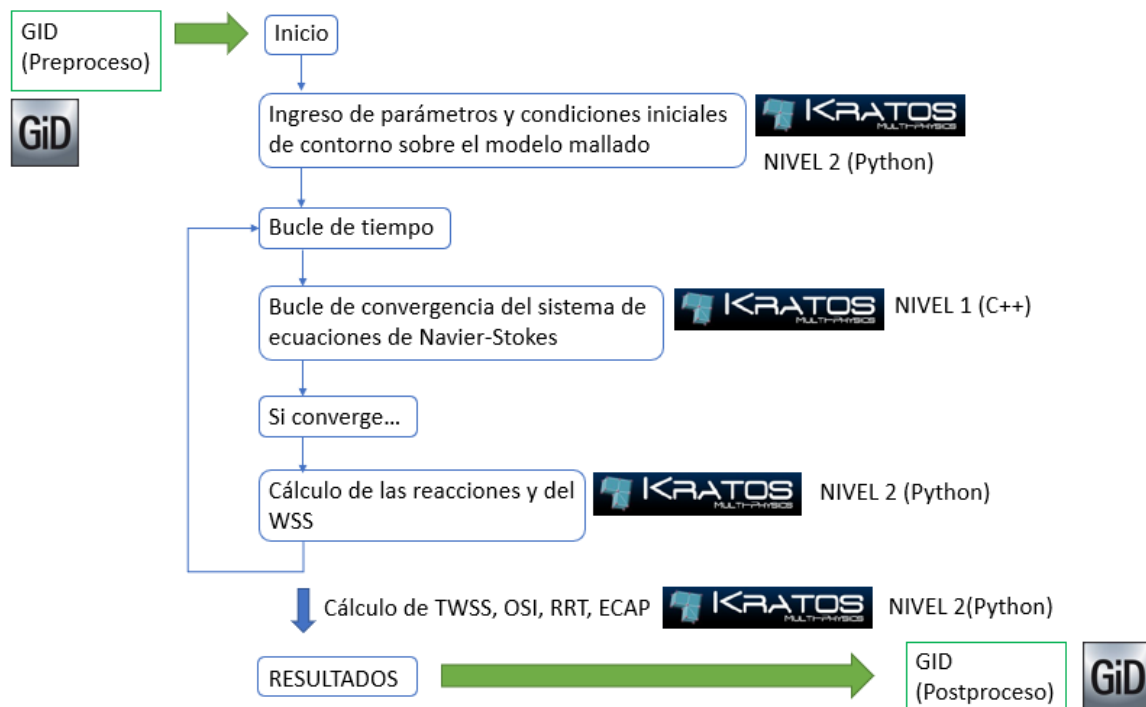 GID
(Preproceso)
Inicio
GiD
Ingreso de parámetros y condiciones iniciales
de contorno sobre el modelo mallado
KRATOS
MULTI-PHYSICS
NIVEL 2 (Python)
Bucle de tiempo
Bucle de convergencia del sistema de
ecuaciones de Navier-Stokes
KRATOS
MULTI-PHYSICS
NIVEL 1 (C++)
Si converge...
Cálculo de las reacciones y del
WSS
KRATOS
MULTI-PHYSICS
NIVEL 2 (Python)
Cálculo de TWSS, OSI, RRT, ECAP
KRATOS
MULTI-PHYSICS
NIVEL 2(Python)
RESULTADOS
GID
(Postproceso)
GiD